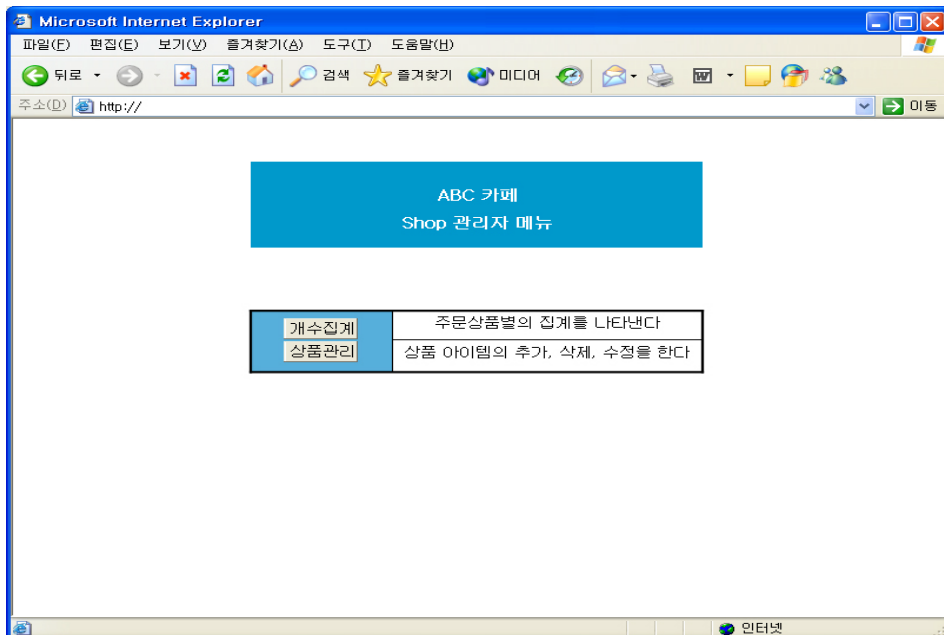 Microsoft Internet Explorer
파일(F) 편집(E) 보기(V) 즐겨찾기(A) 도구(T) 도움말(H)
뒤로 검색 즐겨찾기 미디어
주소(D) http:// 이동
ABC 카페
Shop 관리자 메뉴
개수집계 주문상품별의 집계를 나타낸다
상품관리 상품 아이템의 추가, 삭제, 수정을 한다
인터넷